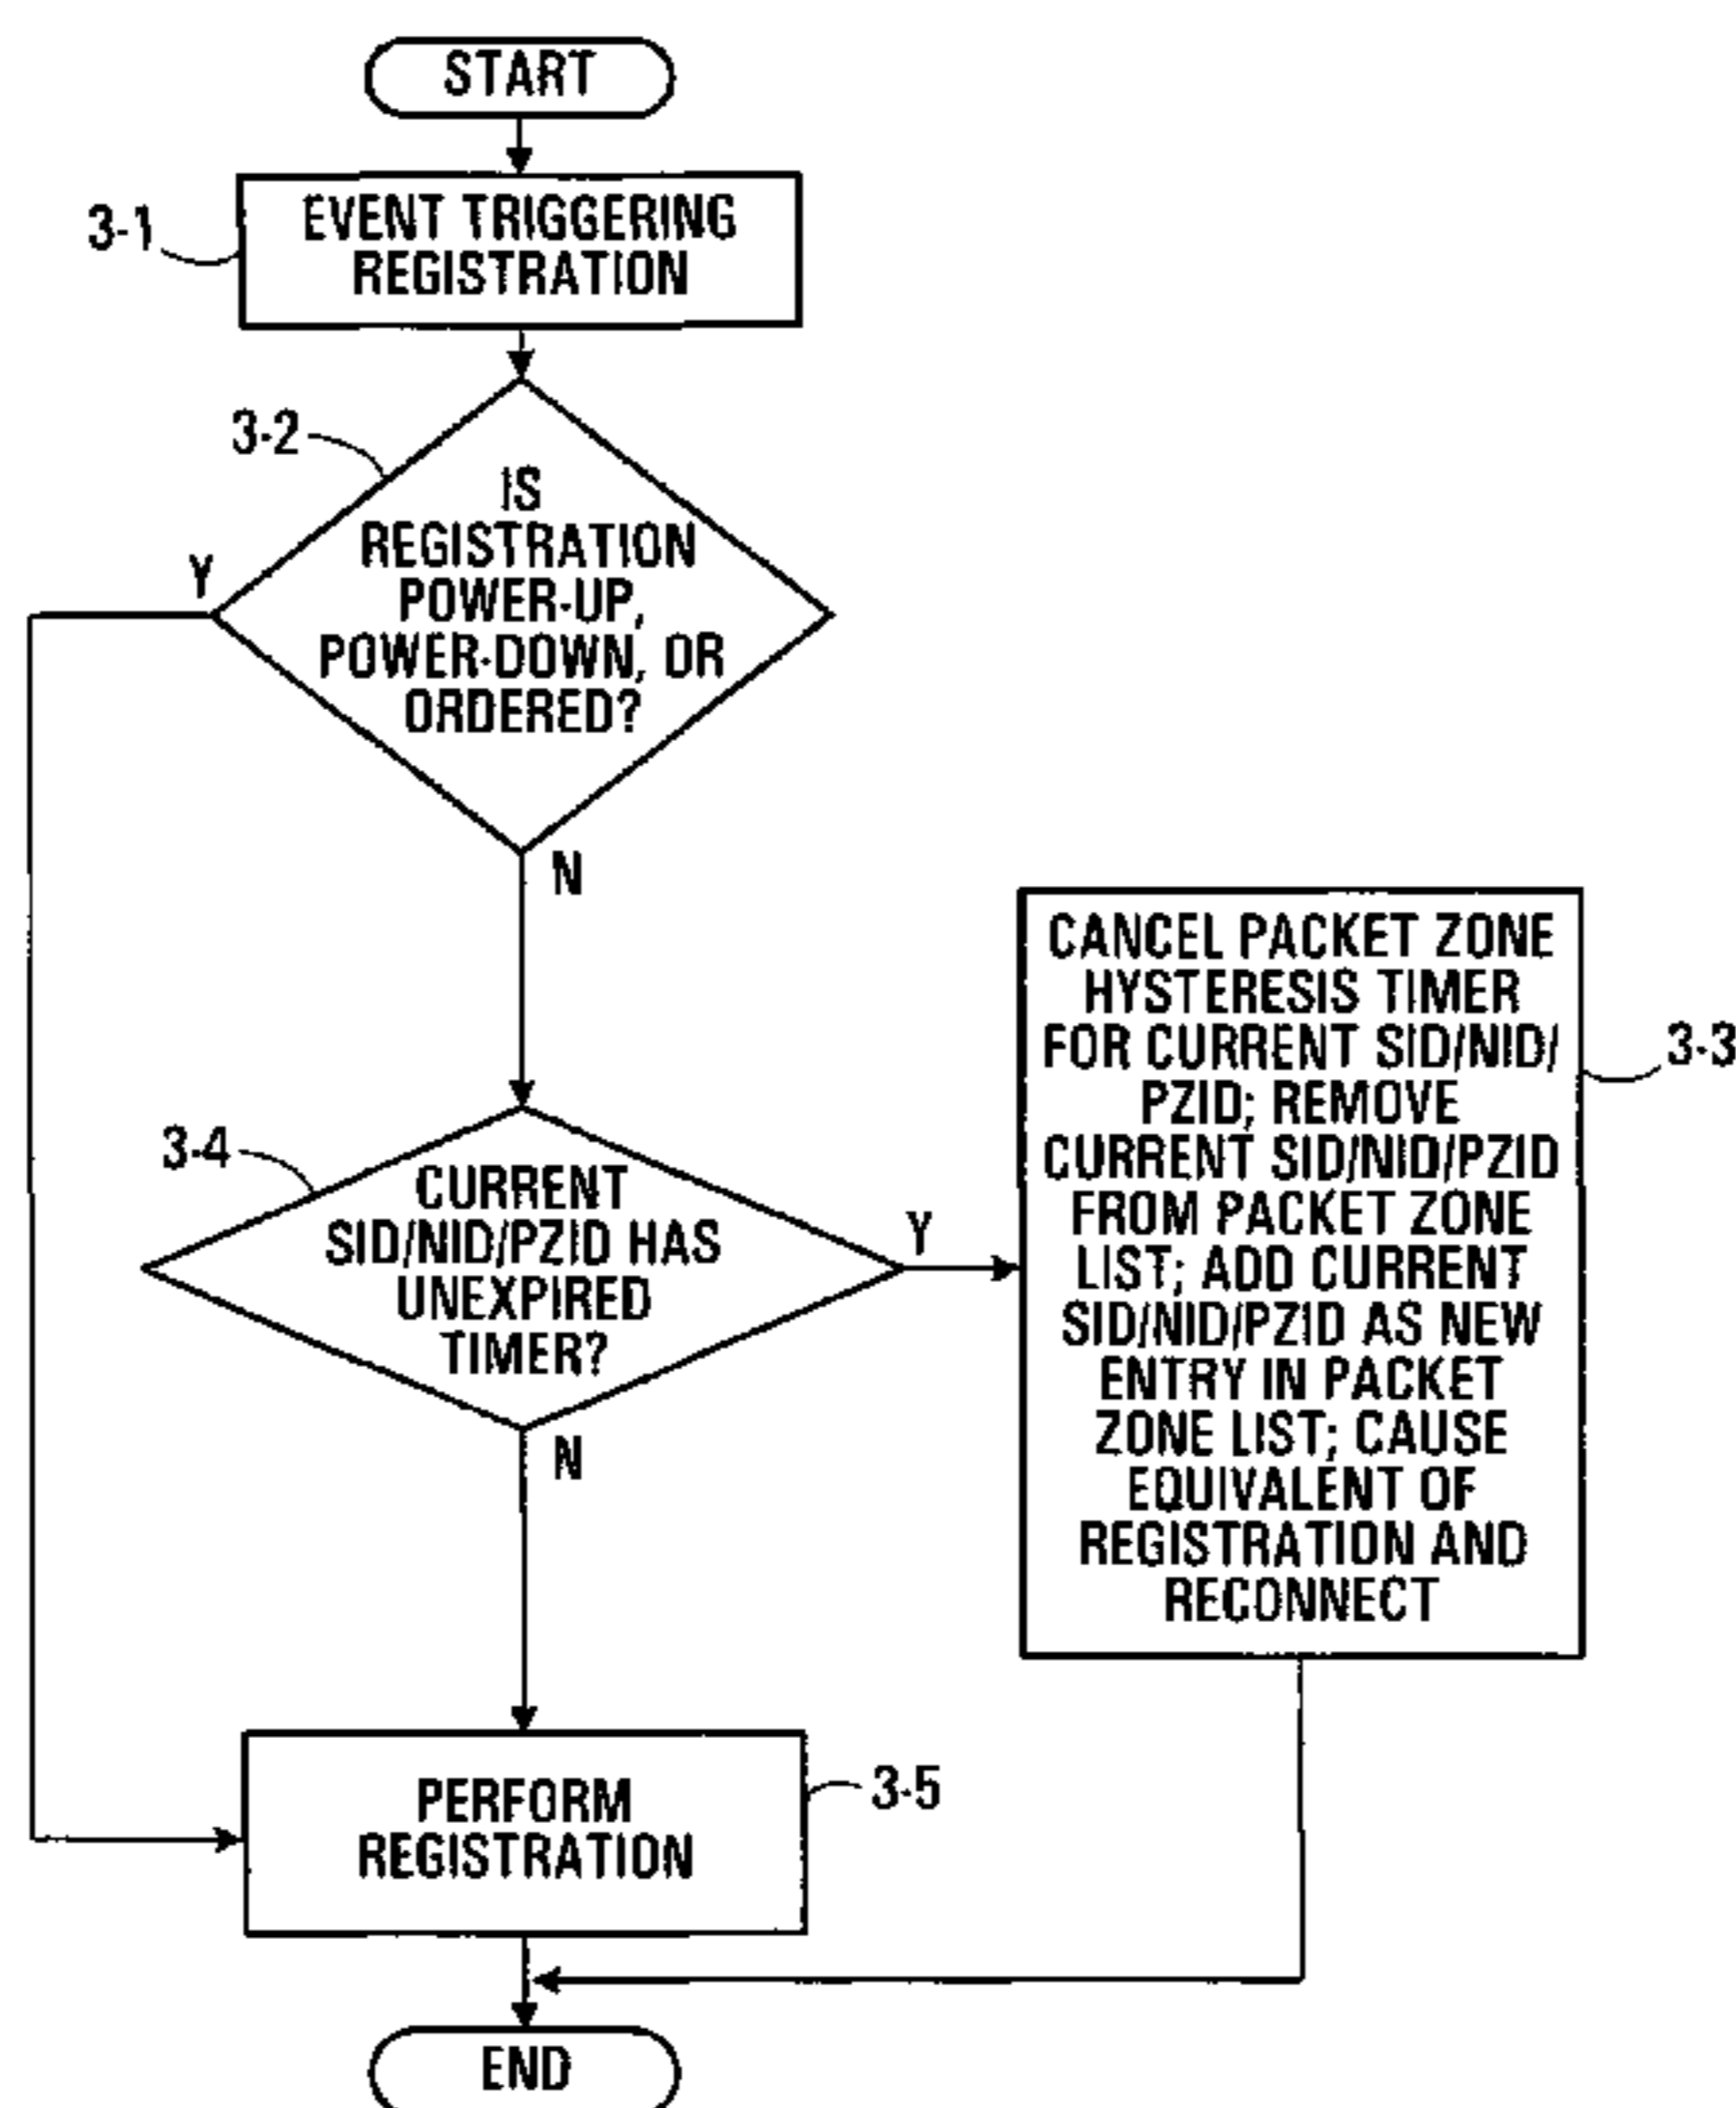 START
3-1
EVENT TRIGGERING
REGISTRATION
3-2
IS
REGISTRATION
POWER-UP,
POWER-DOWN, OR
ORDERED?
Y
N
3-4
CURRENT
SID/NID/PZID HAS
UNEXPIRED
TIMER?
Y
N
CANCEL PACKET ZONE
HYSTERESIS TIMER
FOR CURRENT SID/NID/
PZID; REMOVE
CURRENT SID/NID/PZID
FROM PACKET ZONE
LIST; ADD CURRENT
SID/NID/PZID AS NEW
ENTRY IN PACKET
ZONE LIST; CAUSE
EQUIVALENT OF
REGISTRATION AND
RECONNECT
3-3
PERFORM
REGISTRATION
3-5
END